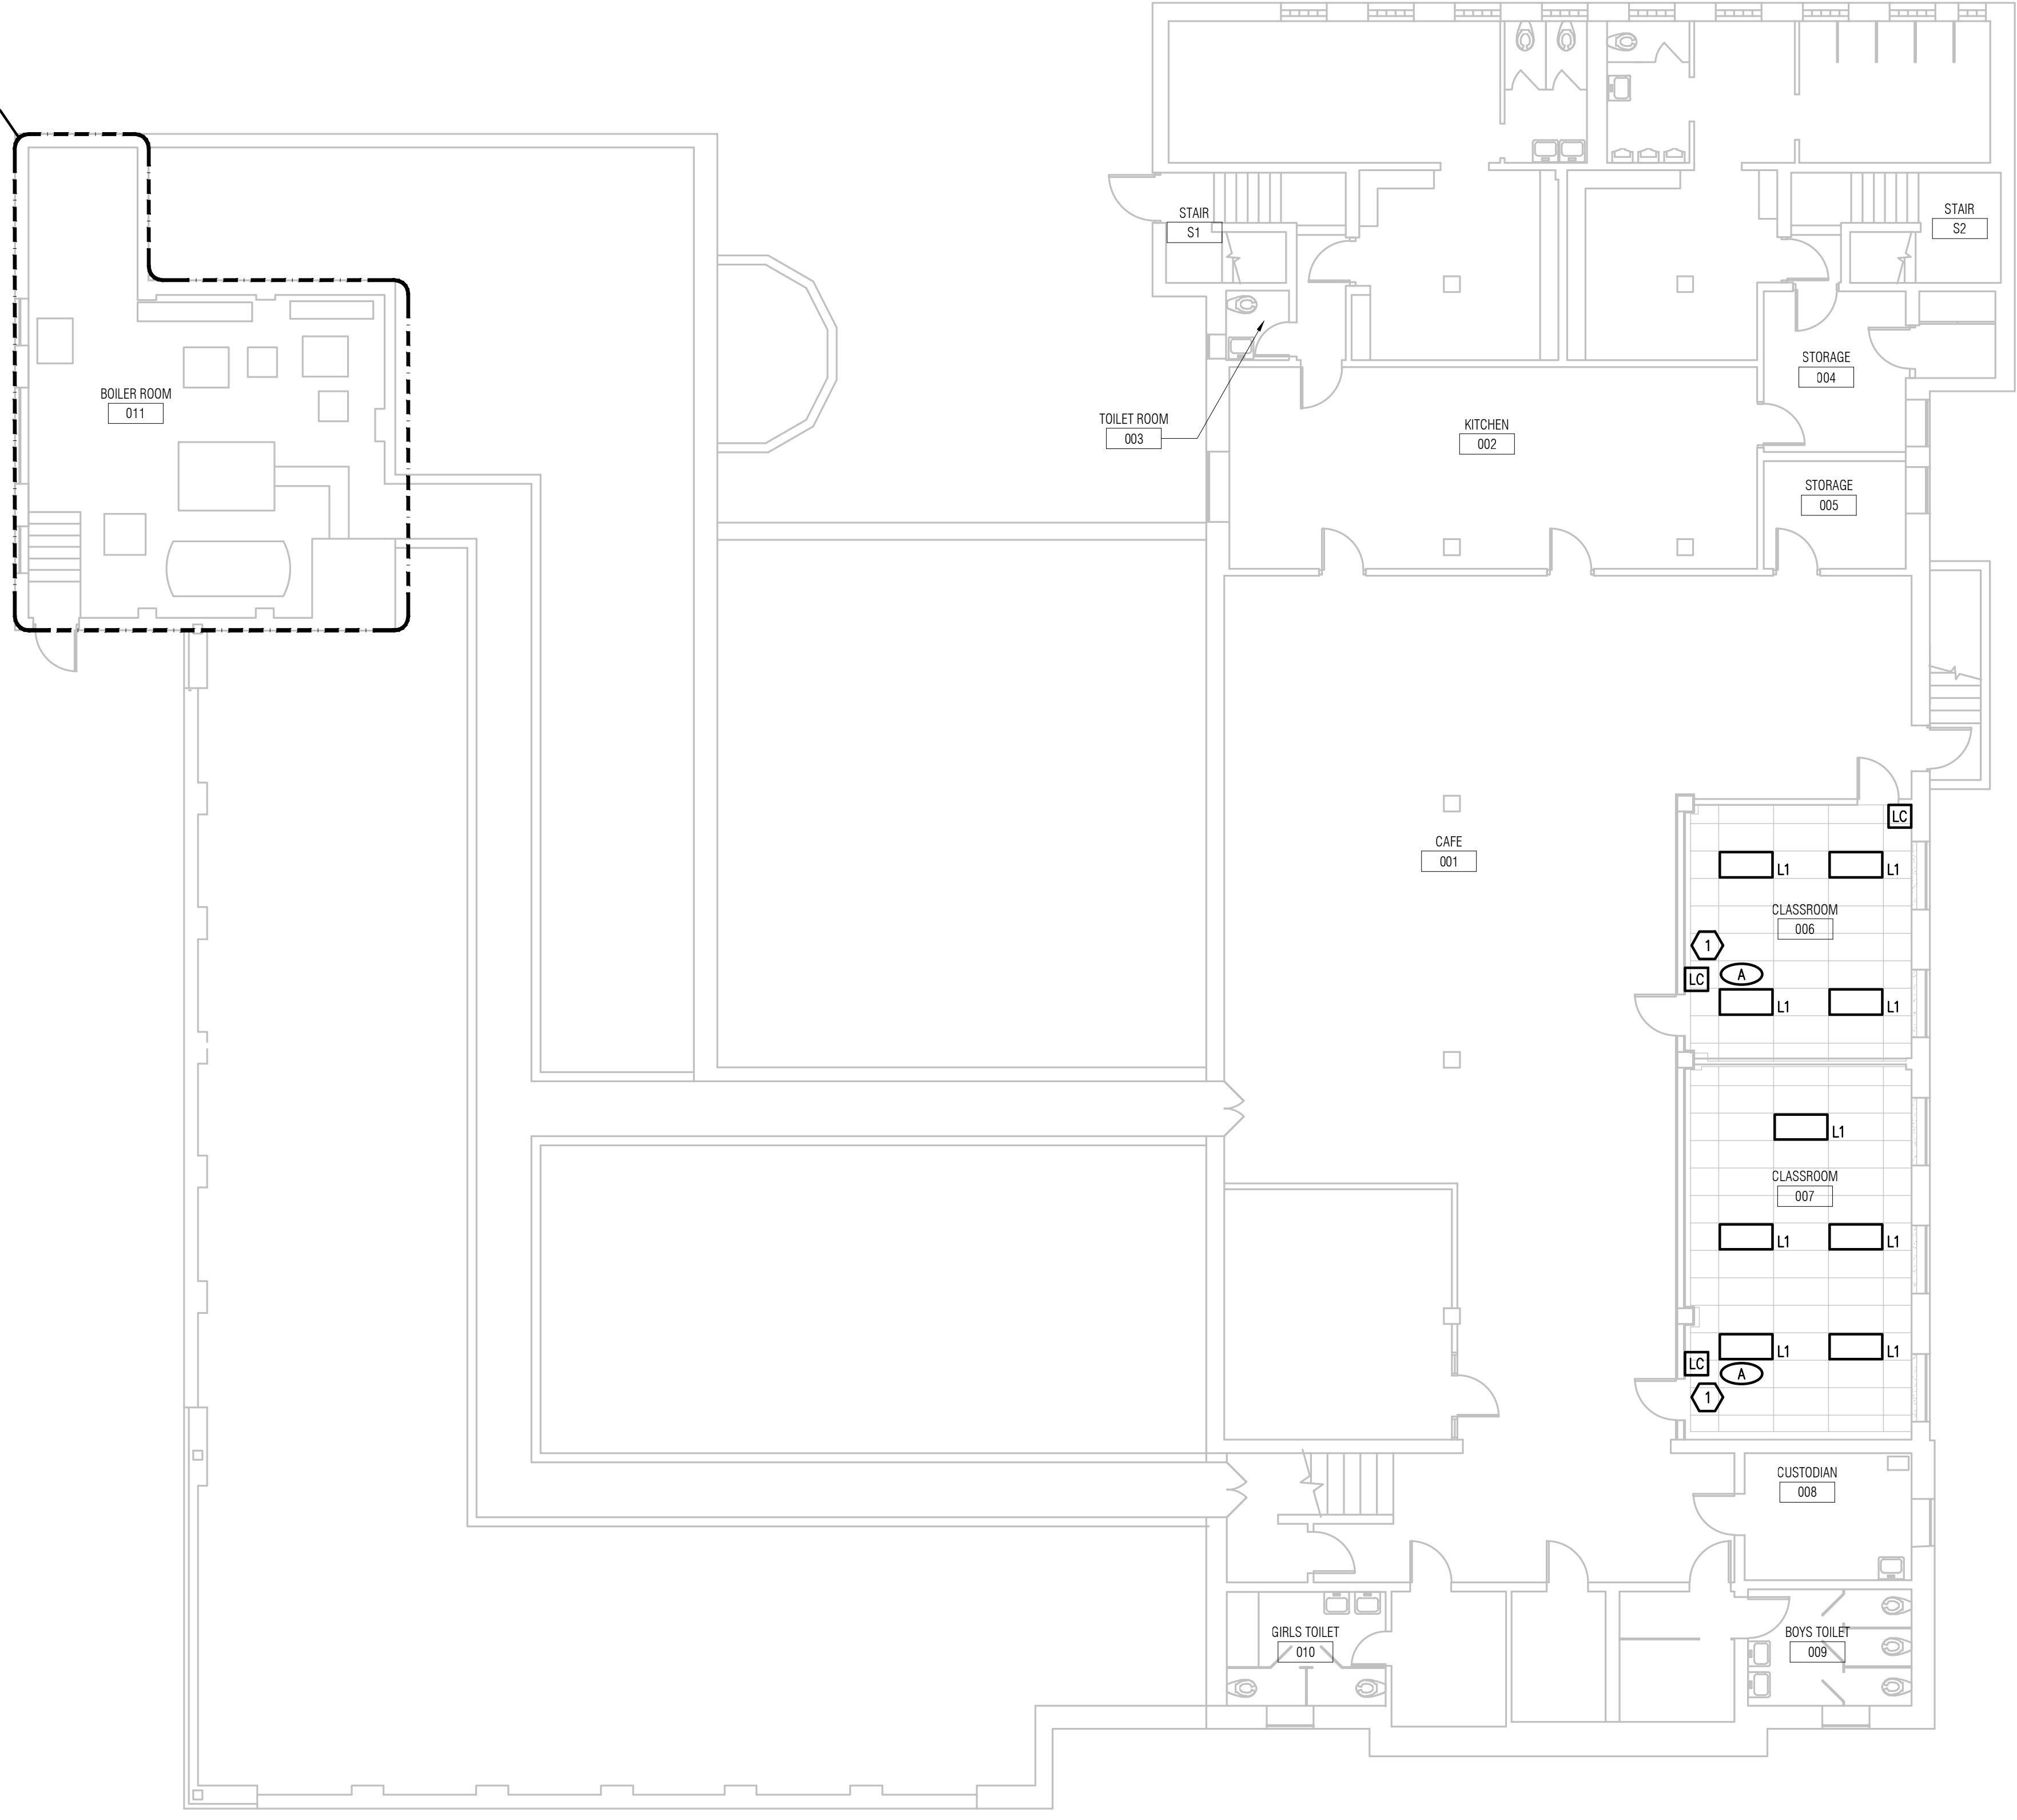 STAIR
S1
STAIR
S2
STORAGE
004
BOILER ROOM
011
TOILET ROOM
003
KITCHEN
002
STORAGE
005
LC
CAFE
001
L1
L1
CLASSROOM
006
1
LC
A
L1
L1
L1
CLASSROOM
007
L1
L1
L1
L1
LC
A
1
CUSTODIAN
008
GIRLS TOILET
010
BOYS TOILET
009